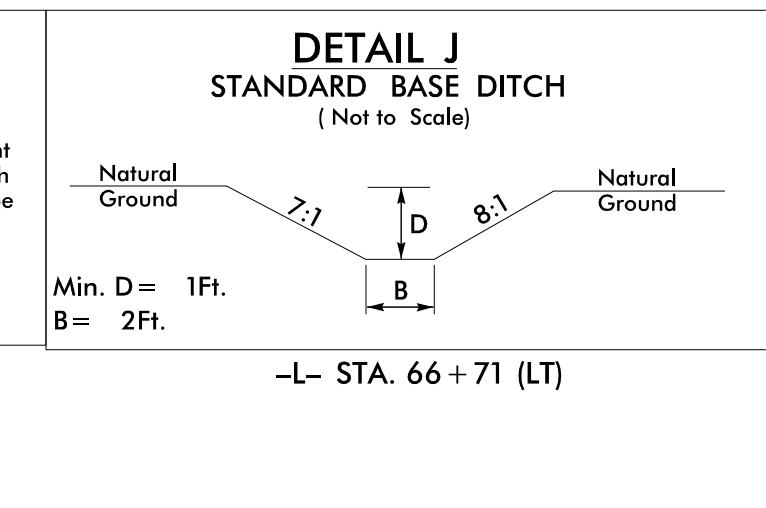 DETAIL J
STANDARD BASE DITCH
( Not to Scale)
nt
h
e
Natural
Ground
7:1
D
8:1
Natural
Ground
B
Min. D = 1Ft.
B = 2Ft.
–L– STA. 66 + 71 (LT)